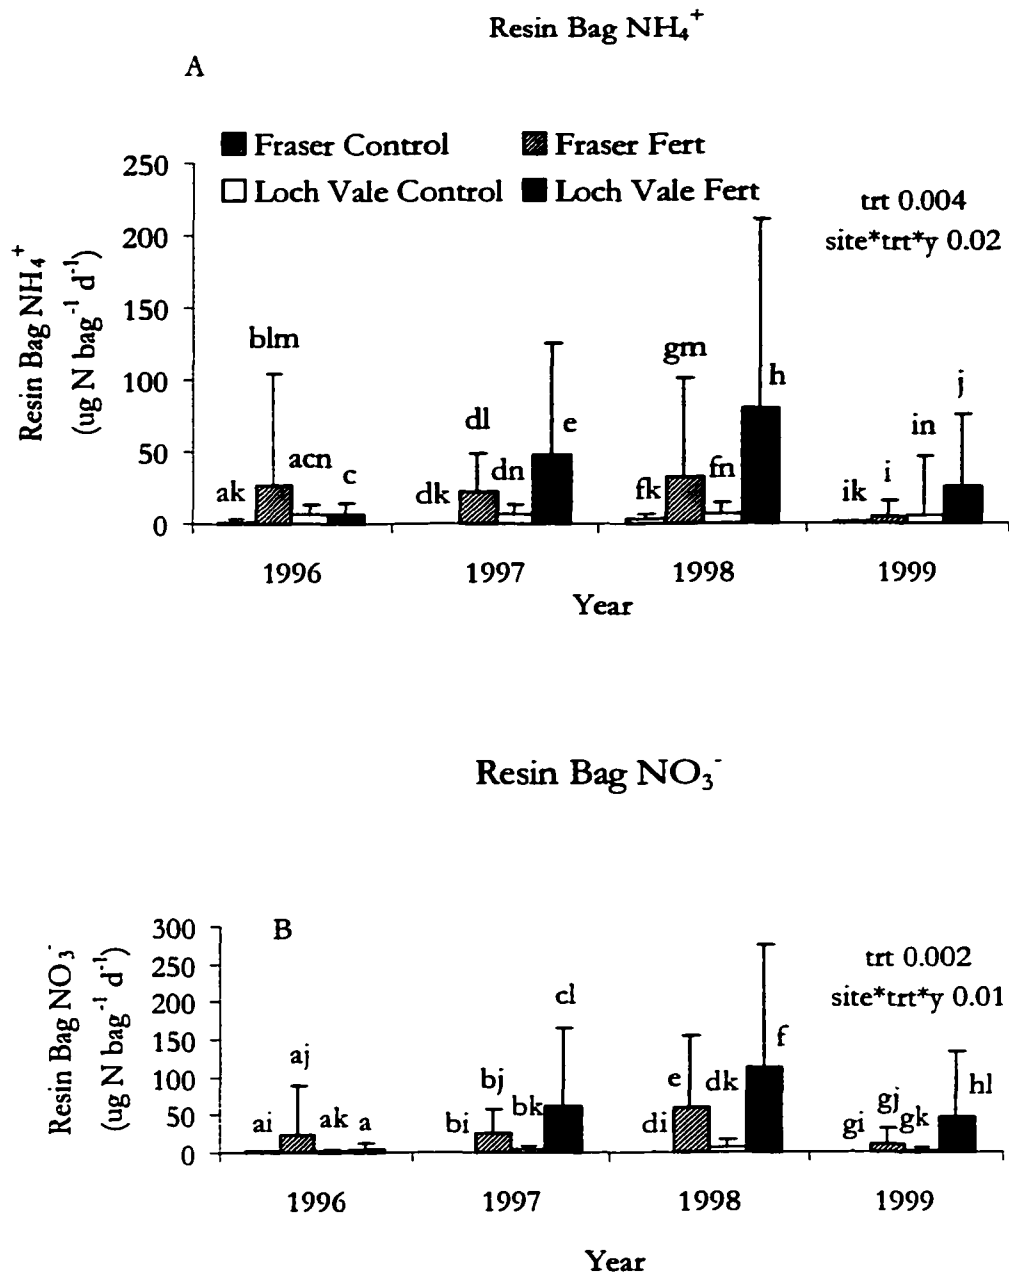 Resin Bag NH₄⁺
A
Fraser Control
Fraser Fert
Loch Vale Control
Loch Vale Fert
trt 0.004
site*trt*y 0.02
Resin Bag NH₄⁺
(ug N bag⁻¹ d⁻¹)
250
200
150
100
50
0
ak
blm
acn
c
dk
dl
dn
e
fk
gm
fn
h
ik
i
in
j
1996
1997
1998
1999
Year
Resin Bag NO₃⁻
B
trt 0.002
site*trt*y 0.01
Resin Bag NO₃⁻
(ug N bag⁻¹ d⁻¹)
300
250
200
150
100
50
0
ai
aj
ak
a
bi
bj
bk
cl
di
e
dk
f
gi
gj
gk
hl
1996
1997
1998
1999
Year